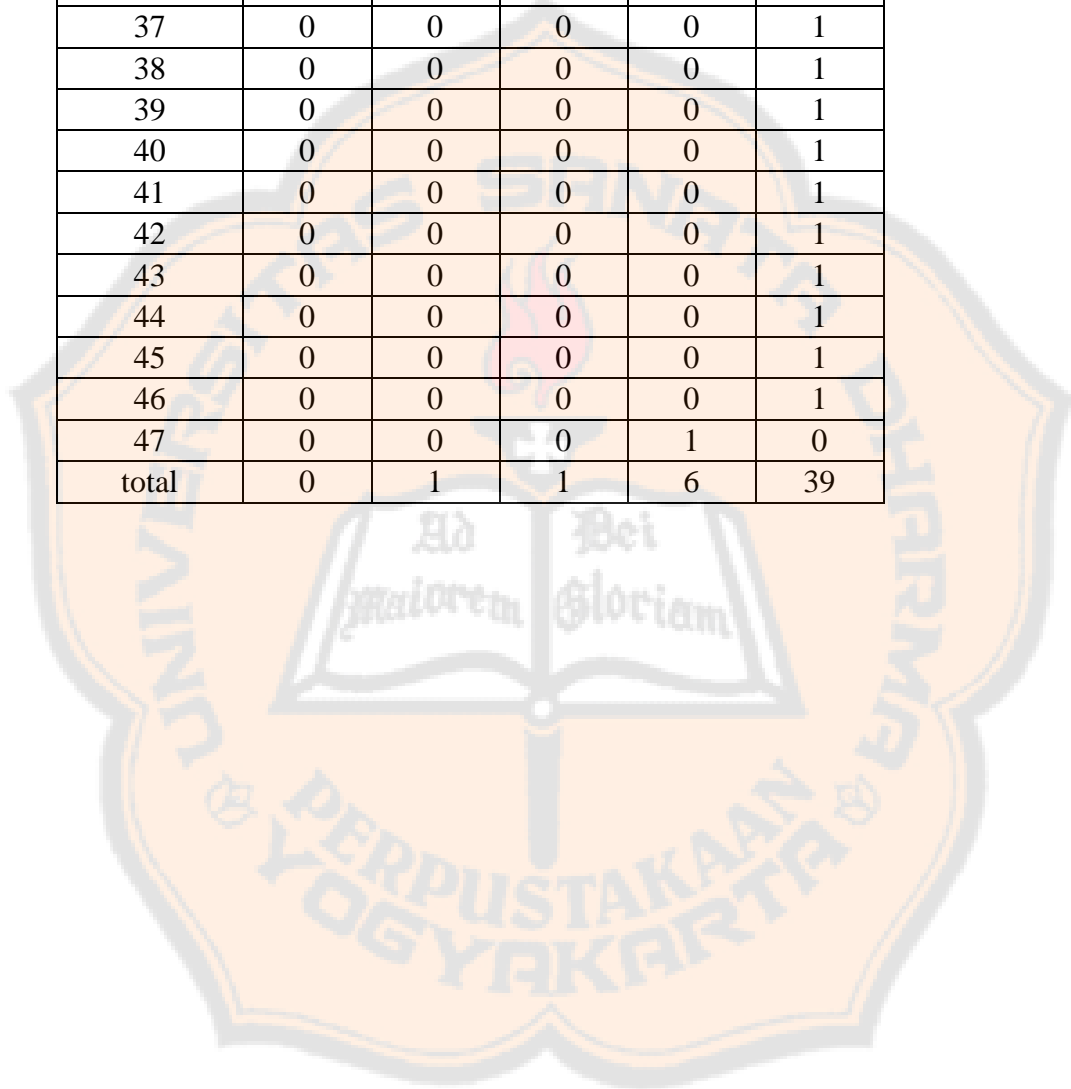 37 0 0 0 0 1
38 0 0 0 0 1
39 0 0 0 0 1
40 0 0 0 0 1
41 0 0 0 0 1
42 0 0 0 0 1
43 0 0 0 0 1
44 0 0 0 0 1
45 0 0 0 0 1
46 0 0 0 0 1
47 0 0 0 1 0
total 0 1 1 6 39
UNIVERSITAS SANATA DHARMA
Ad Dei
Maiorem Gloriam
PERPUSTAKAAN
YOGYAKARTA